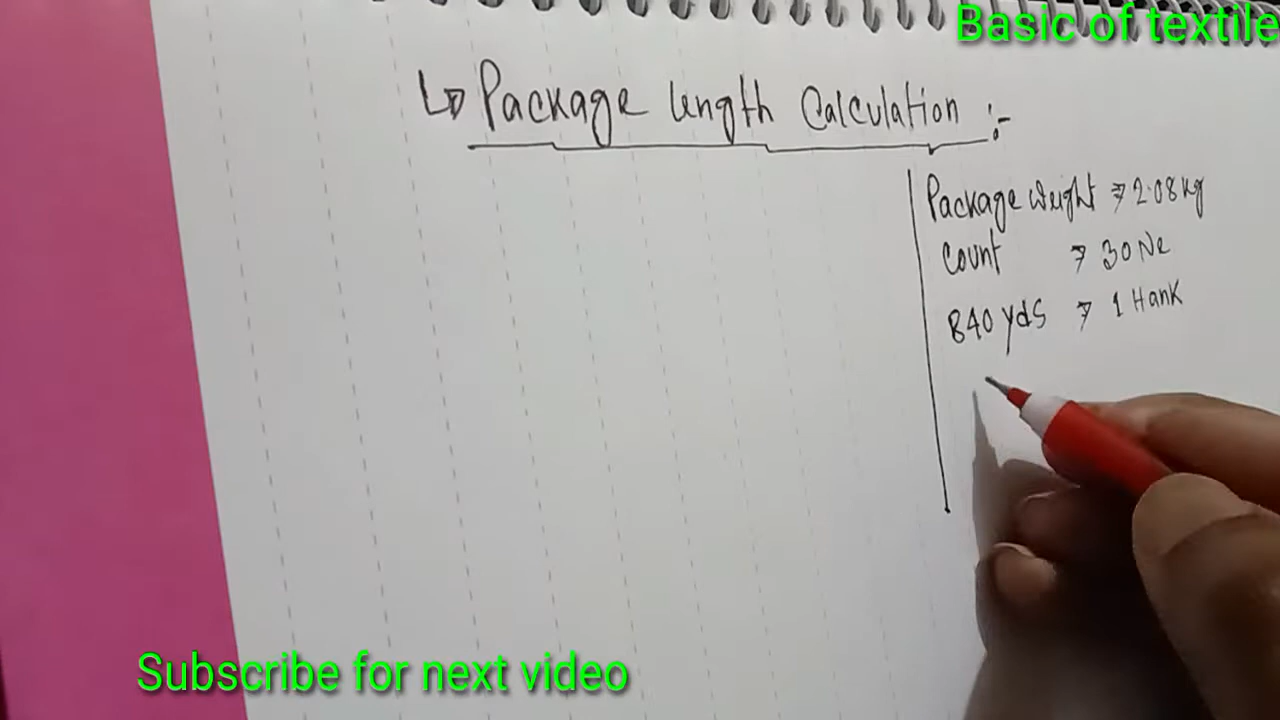 Basic of textile
↳ Package length Calculation :-
Package weight → 2.08 kg
Count → 30 Ne
840 yds → 1 Hank
Subscribe for next video